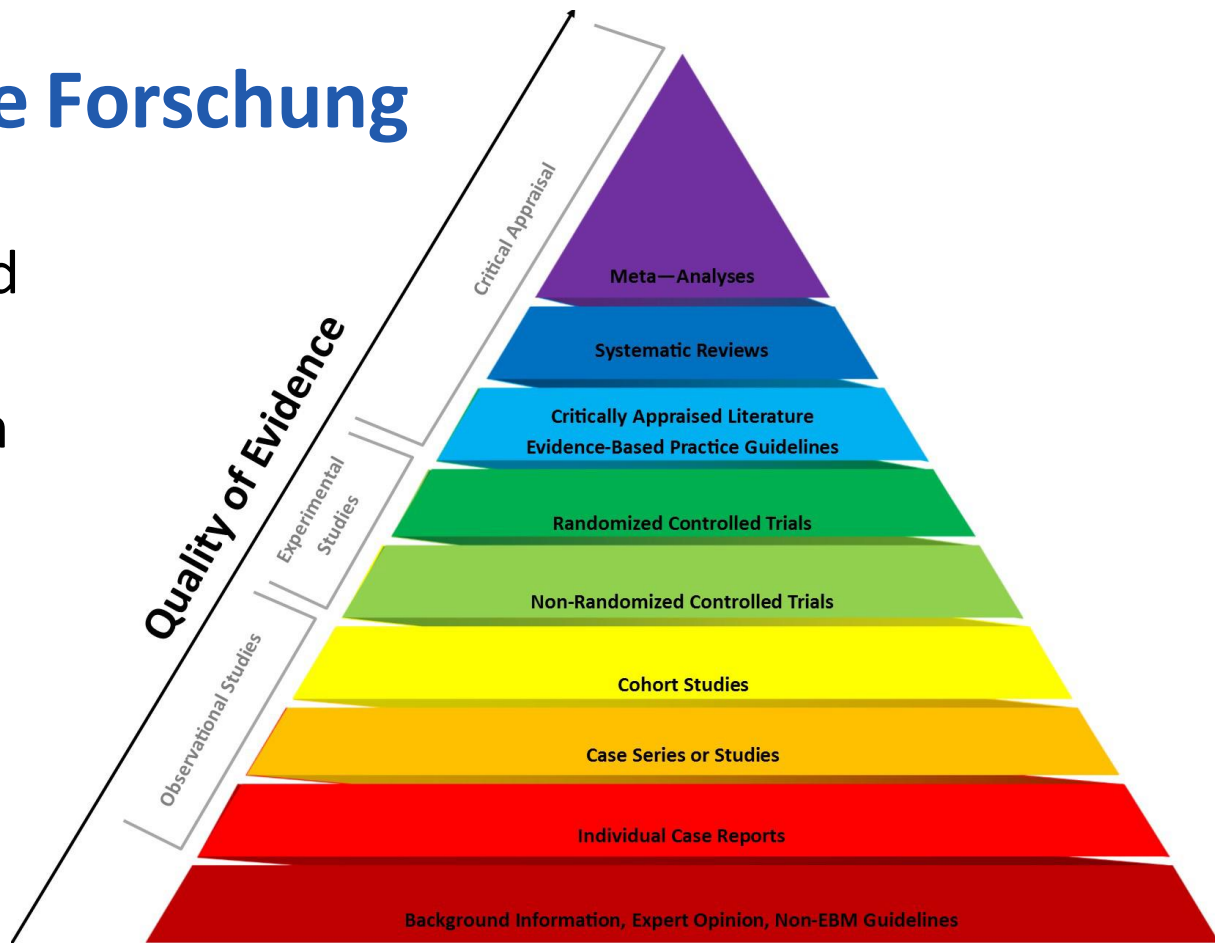 e Forschung
d
n
Quality of Evidence
Critical Appraisal
Experimental
Studies
Observational Studies
Meta—Analyses
Systematic Reviews
Critically Appraised Literature
Evidence-Based Practice Guidelines
Randomized Controlled Trials
Non-Randomized Controlled Trials
Cohort Studies
Case Series or Studies
Individual Case Reports
Background Information, Expert Opinion, Non-EBM Guidelines